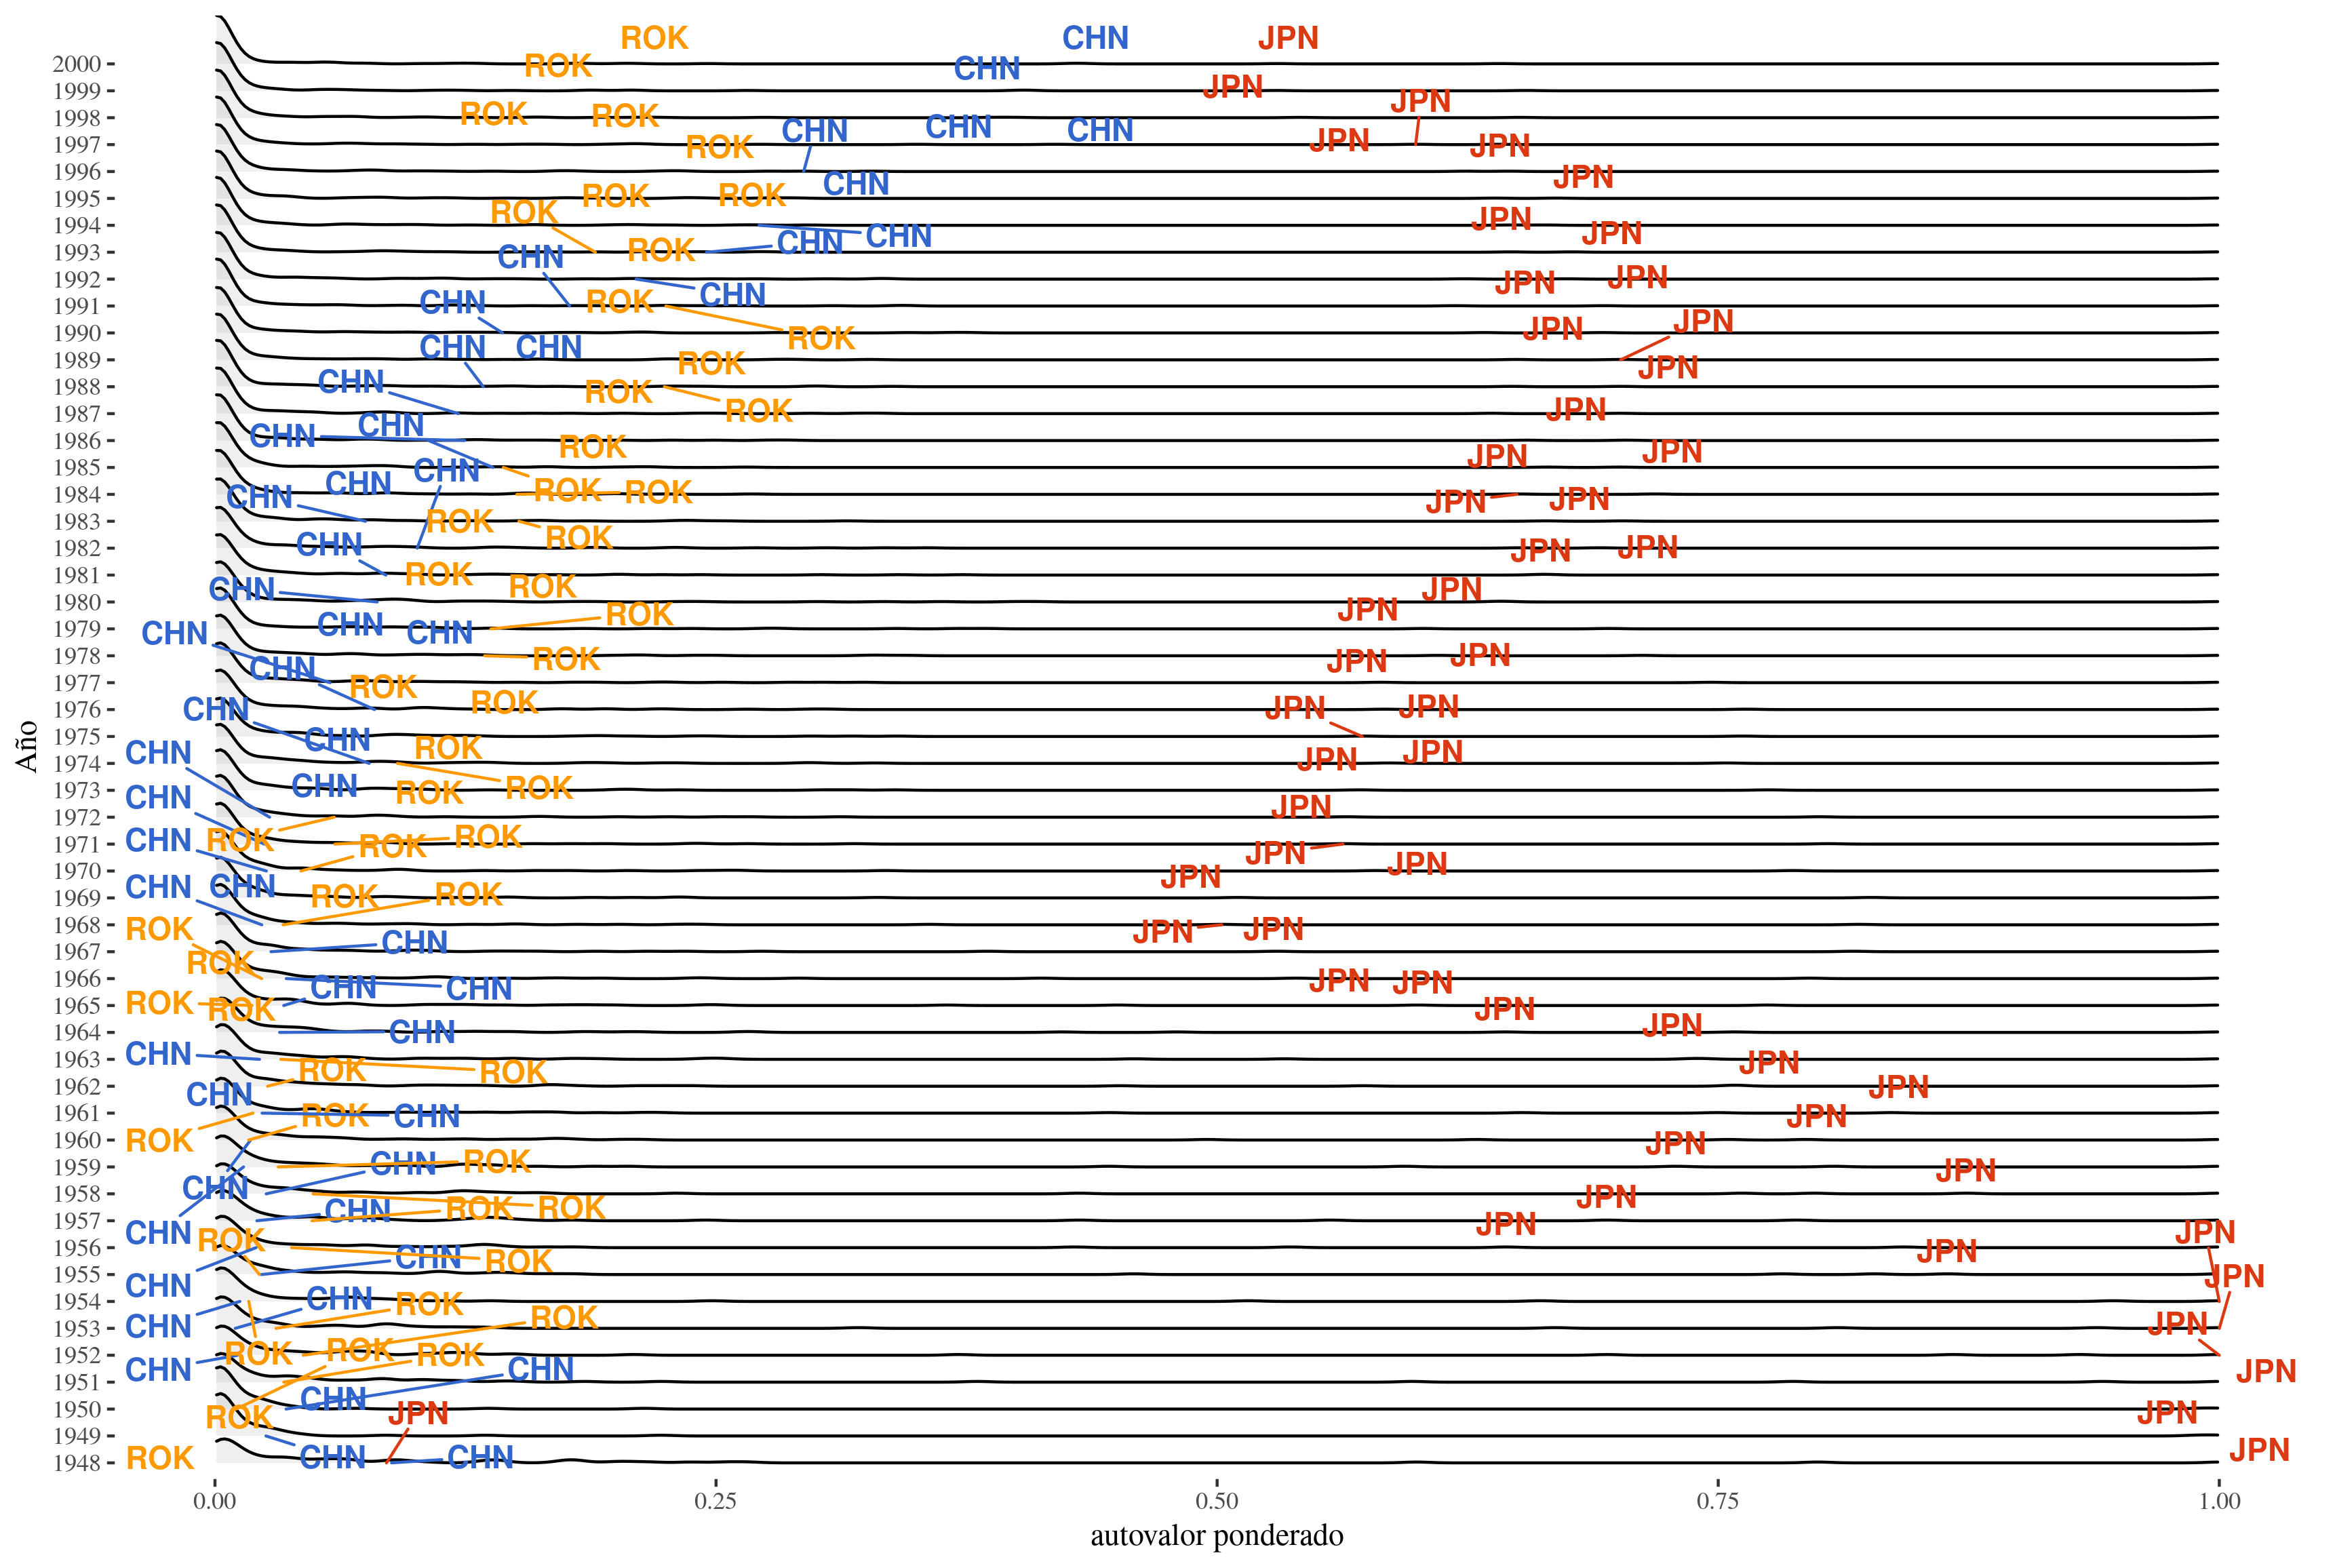 ROK CHN JPN
2000 ROK CHN
1999 JPN
JPN
1998 ROK ROK
CHN CHN CHN
1997 ROK JPN JPN
1996 JPN
CHN
1995 ROK ROK
ROK JPN
1994 CHN JPN
1993 ROK CHN
CHN
1992 JPN JPN
CHN
1991 CHN ROK
JPN
1990 ROK JPN
CHN CHN
1989 ROK JPN
1988 CHN ROK
1987 ROK JPN
CHN
1986 CHN ROK JPN
1985 CHN JPN
CHN
1984 CHN ROK ROK JPN JPN
1983 ROK
ROK
1982 CHN JPN JPN
1981 ROK ROK
1980 CHN JPN
ROK JPN
1979 CHN CHN CHN
1978 ROK JPN JPN
CHN
1977 ROK
ROK
1976 CHN JPN JPN
1975 CHN ROK
1974 CHN JPN JPN
1973 CHN ROK ROK
CHN JPN
1972
1971 CHN ROK ROK ROK
JPN
1970 JPN
JPN
CHN CHN
1969 ROK ROK
1968 ROK JPN JPN
CHN
1967
ROK
1966 CHN CHN JPN JPN
1965 ROK ROK JPN
1964 CHN JPN
1963 CHN JPN
ROK ROK
1962 JPN
CHN
1961 ROK CHN JPN
1960 ROK JPN
1959 CHN ROK JPN
1958 CHN JPN
CHN ROK ROK
1957 CHN JPN JPN
ROK
1956 CHN ROK JPN
1955 CHN JPN
1954 CHN ROK
ROK
1953 CHN JPN
1952 ROK ROK ROK
CHN CHN JPN
1951
1950 CHN
ROK JPN JPN
1949
JPN
1948 ROK CHN CHN
0.00 0.25 0.50 0.75 1.00
autovalor ponderado
Año